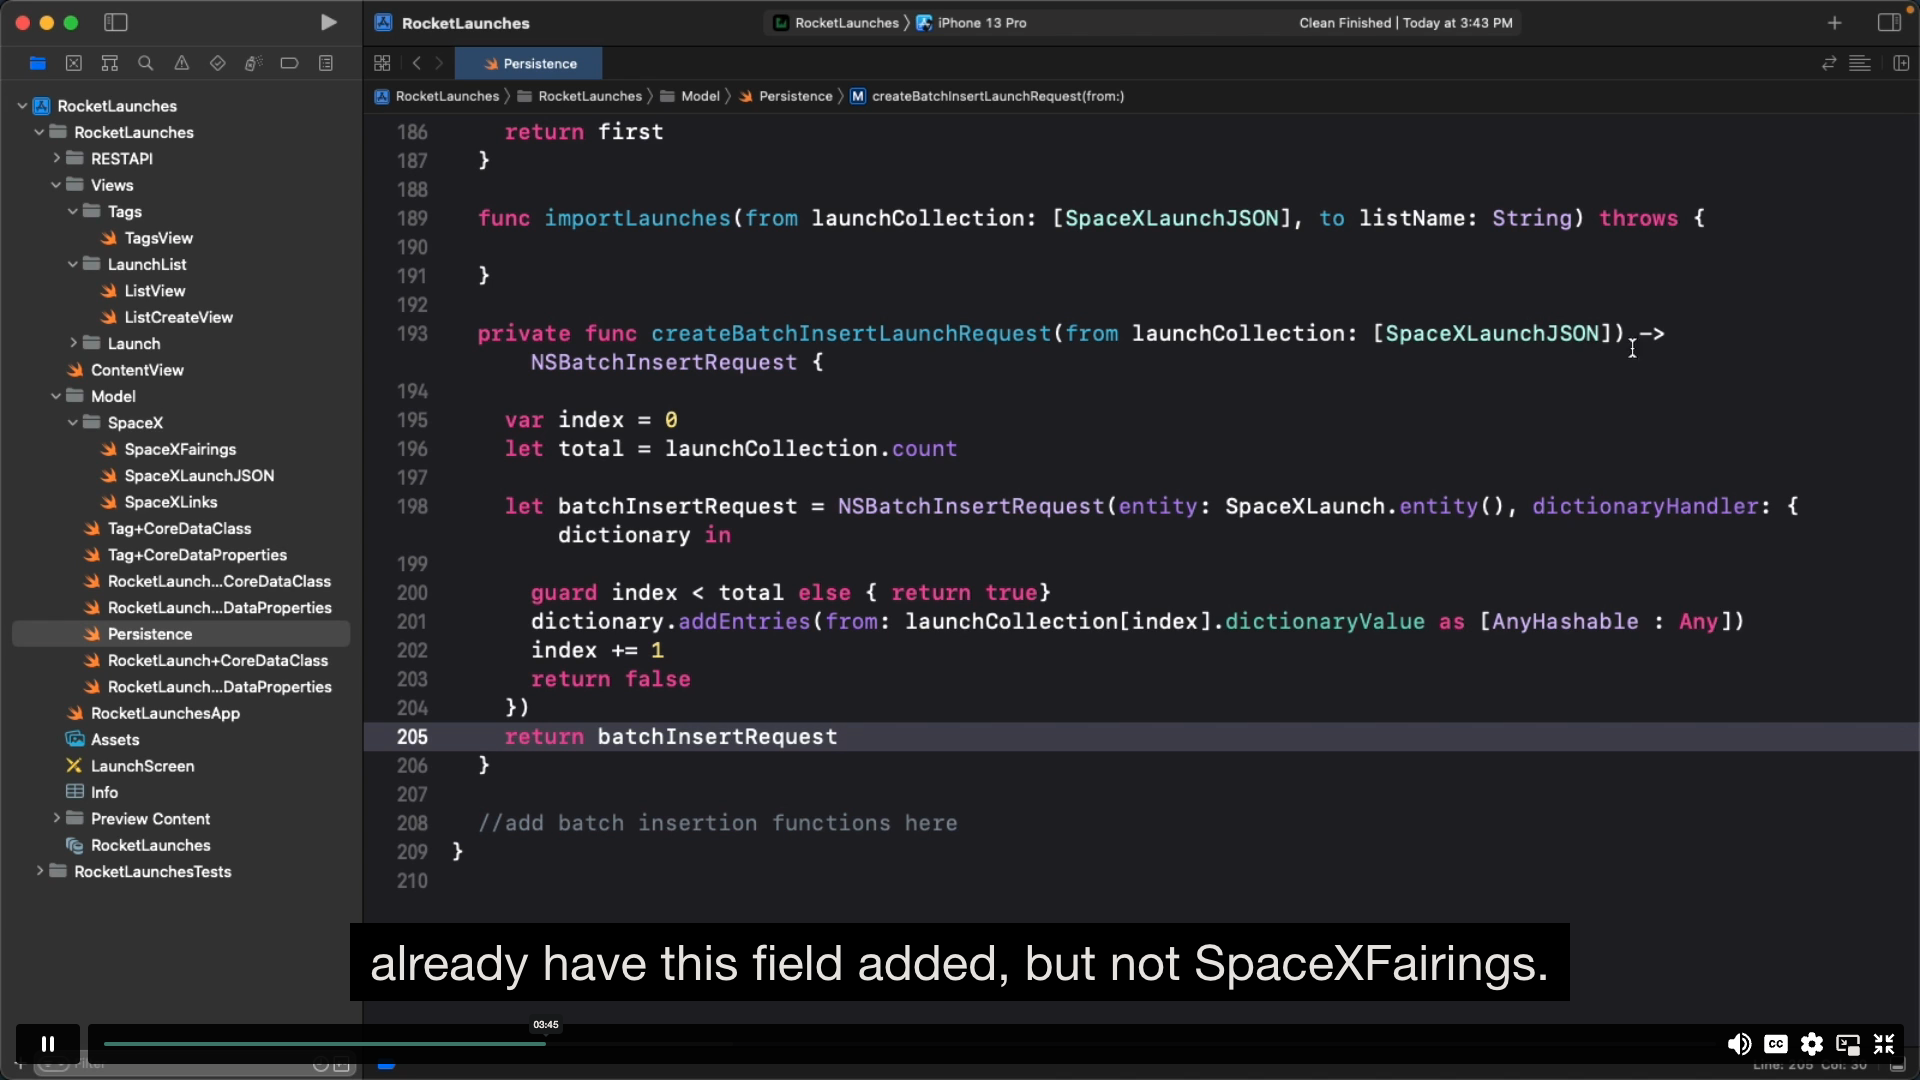 RocketLaunches
RocketLaunches
iPhone 13 Pro
Clean Finished | Today at 3:43 PM
Persistence
RocketLaunches
RocketLaunches
Model
Persistence
M
createBatchInsertLaunchRequest(from:)
RocketLaunches
RocketLaunches
RESTAPI
Views
Tags
TagsView
LaunchList
ListView
ListCreateView
Launch
ContentView
Model
SpaceX
SpaceXFairings
SpaceXLaunchJSON
SpaceXLinks
Tag+CoreDataClass
Tag+CoreDataProperties
RocketLaunch...CoreDataClass
RocketLaunch...DataProperties
Persistence
RocketLaunch+CoreDataClass
RocketLaunch...DataProperties
RocketLaunchesApp
Assets
LaunchScreen
Info
Preview Content
RocketLaunches
RocketLaunchesTests
186 return first
187 }
188
189 func importLaunches(from launchCollection: [SpaceXLaunchJSON], to listName: String) throws {
190
191 }
192
193 private func createBatchInsertLaunchRequest(from launchCollection: [SpaceXLaunchJSON]) ->
NSBatchInsertRequest {
194
195 var index = 0
196 let total = launchCollection.count
197
198 let batchInsertRequest = NSBatchInsertRequest(entity: SpaceXLaunch.entity(), dictionaryHandler: {
dictionary in
199
200 guard index < total else { return true}
201 dictionary.addEntries(from: launchCollection[index].dictionaryValue as [AnyHashable : Any])
202 index += 1
203 return false
204 })
205 return batchInsertRequest
206 }
207
208 //add batch insertion functions here
209 }
210
already have this field added, but not SpaceXFairings.
03:45
CC
Filter
Line: 205 Col: 30